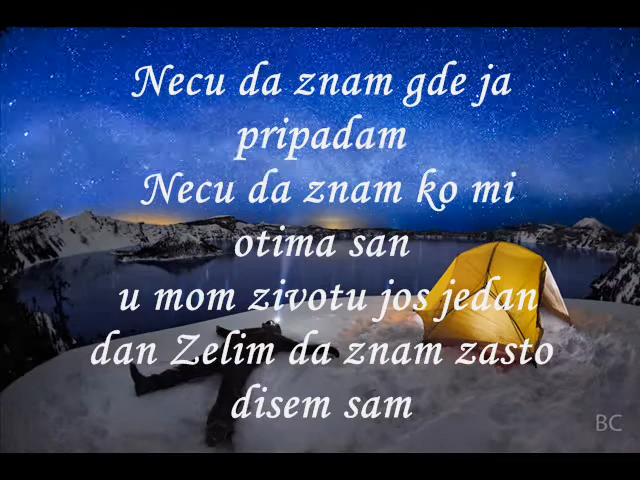 Necu da znam gde ja
pripadam
Necu da znam ko mi
otima san
u mom zivotu jos jedan
dan Zelim da znam zasto
disem sam
BC